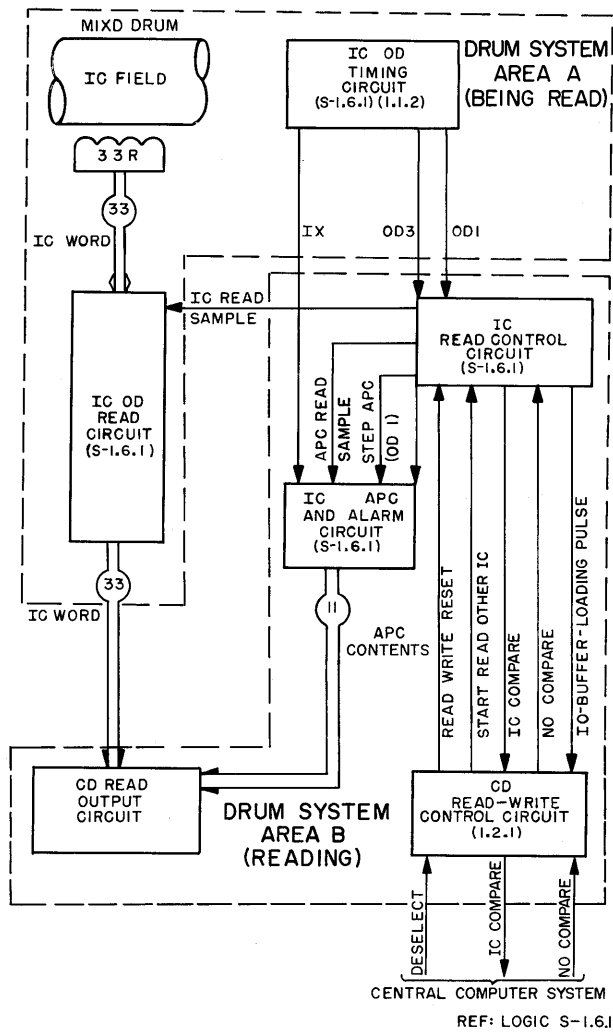 MIXD DRUM
IC FIELD
33R
33
IC WORD
IC OD
TIMING
CIRCUIT
(S-1.6.1) (1.1.2)
DRUM SYSTEM
AREA A
(BEING READ)
IX
OD3
OD1
IC READ
SAMPLE
IC
READ CONTROL
CIRCUIT
(S-1.6.1)
IC OD
READ
CIRCUIT
(S-1.6.1)
APC READ
SAMPLE
STEP APC
(OD 1)
IC APC
AND ALARM
CIRCUIT
(S-1.6.1)
33
IC WORD
11
APC
CONTENTS
READ WRITE RESET
START READ OTHER IC
IC COMPARE
NO COMPARE
IO-BUFFER-LOADING PULSE
CD READ
OUTPUT
CIRCUIT
DRUM SYSTEM
AREA B
(READING)
CD
READ-WRITE
CONTROL CIRCUIT
(1.2.1)
DESELECT
IC COMPARE
NO COMPARE
CENTRAL COMPUTER SYSTEM
REF: LOGIC S-1.6.1